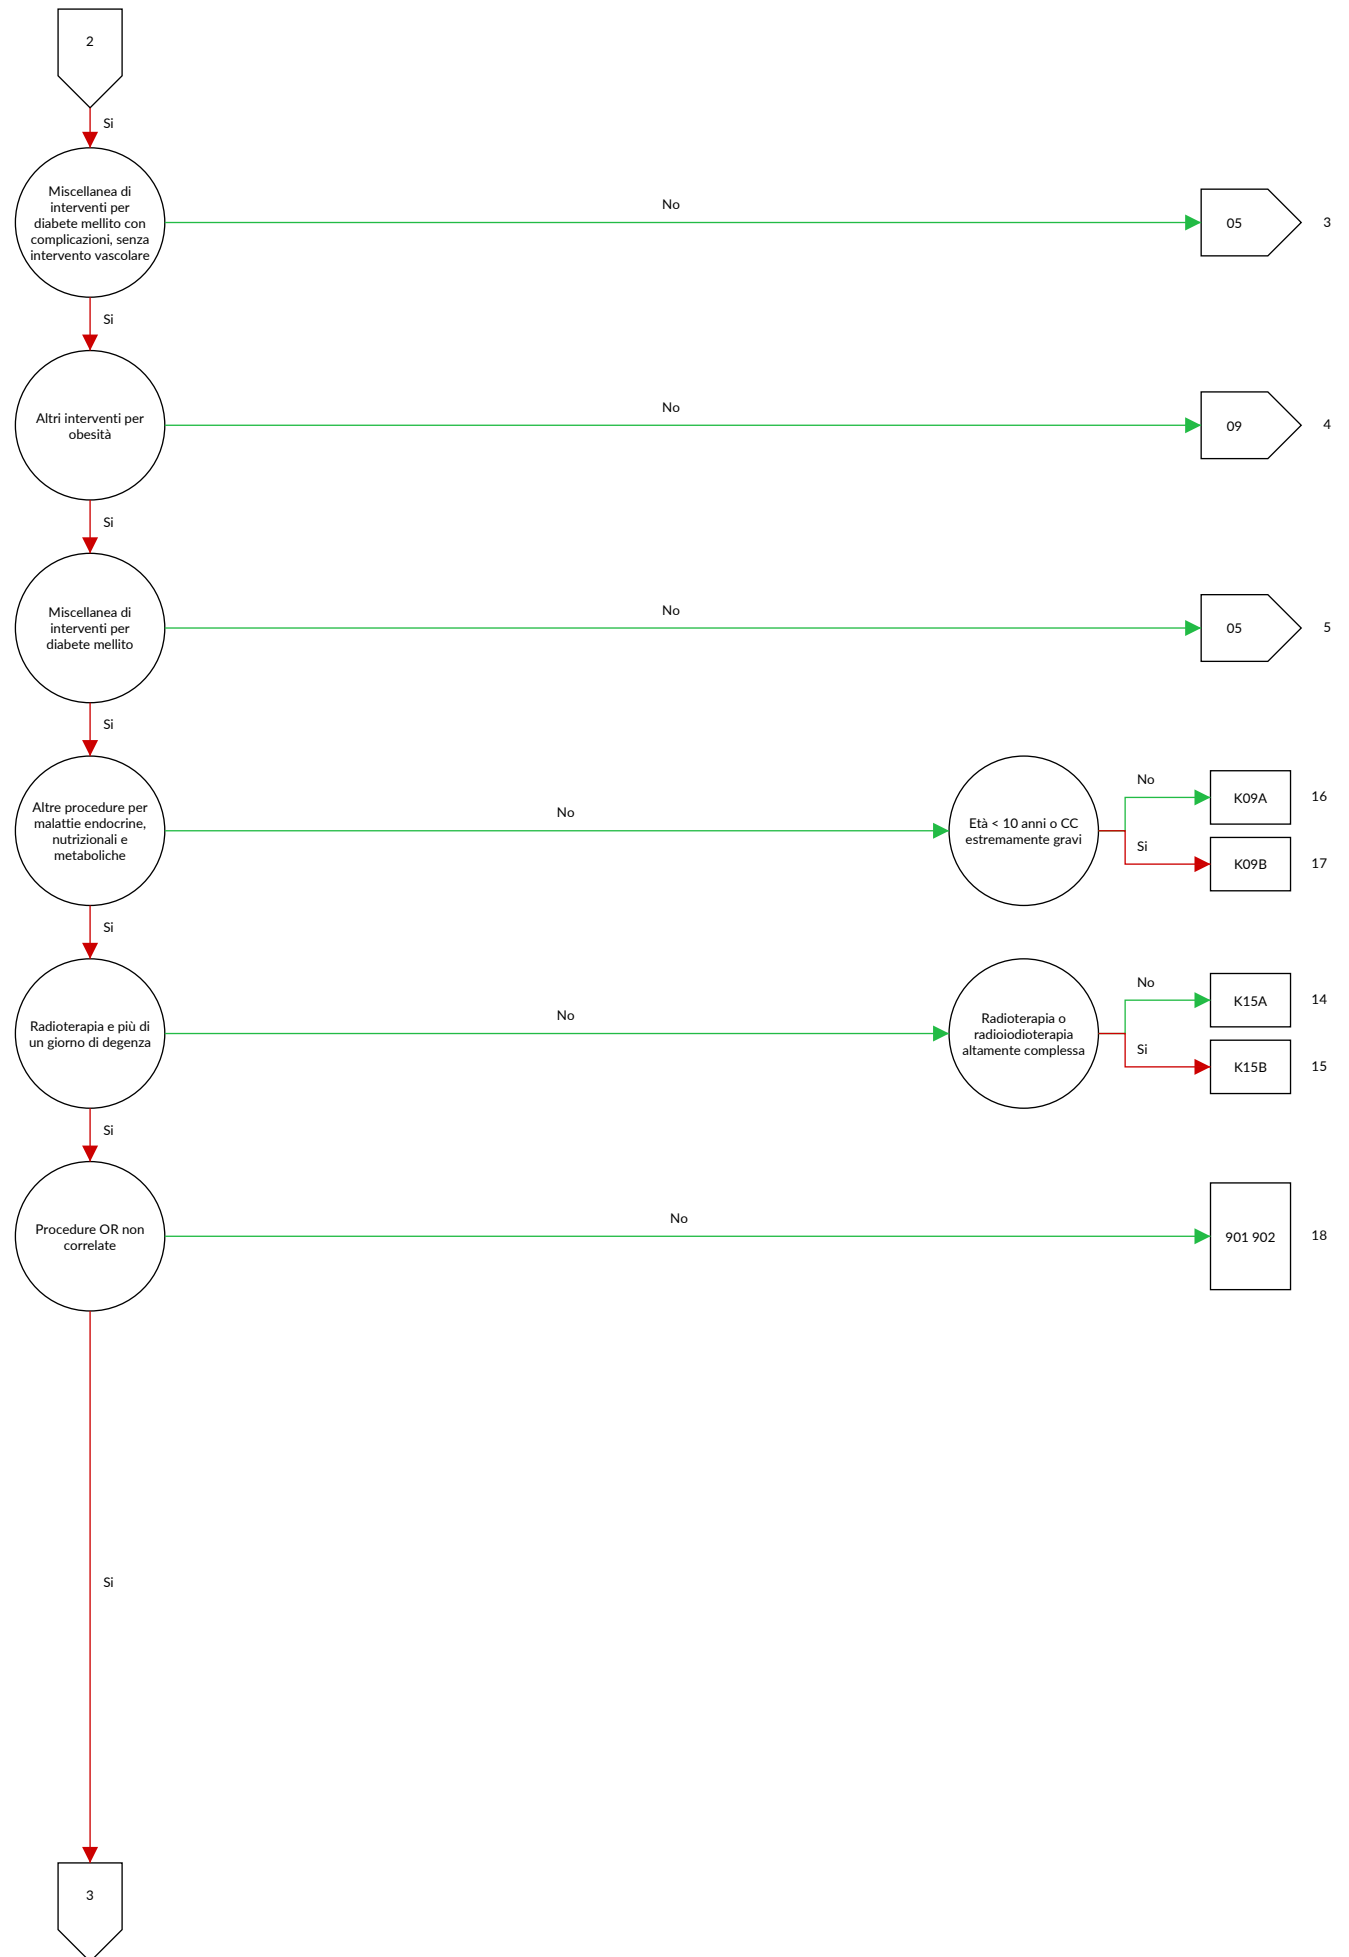 2
Si
Miscellanea di
interventi per
diabete mellito con
complicazioni, senza
intervento vascolare
No
05
3
Si
Altri interventi per
obesità
No
09
4
Si
Miscellanea di
interventi per
diabete mellito
No
05
5
Si
Altre procedure per
malattie endocrine,
nutrizionali e
metaboliche
No
Età < 10 anni o CC
estremamente gravi
No
K09A
16
Si
K09B
17
Si
Radioterapia e più di
un giorno di degenza
No
Radioterapia o
radioiodioterapia
altamente complessa
No
K15A
14
Si
K15B
15
Si
Procedure OR non
correlate
No
901 902
18
Si
3